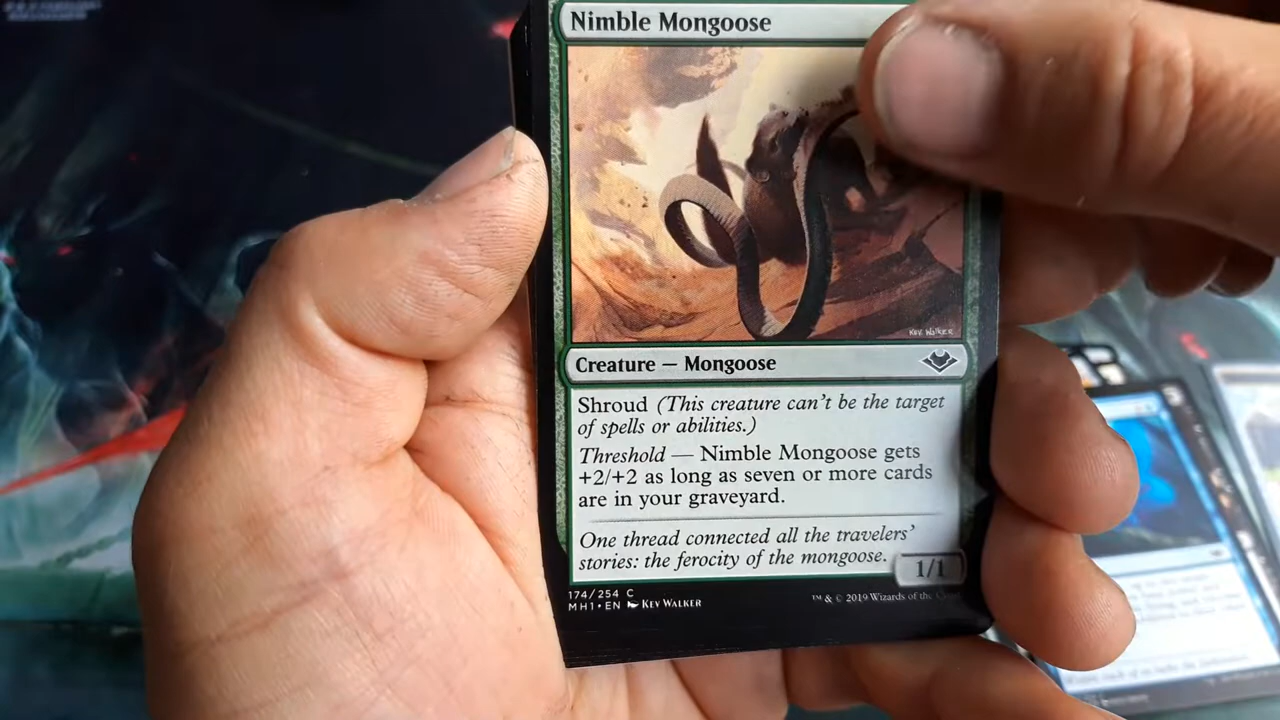 Nimble Mongoose
Kev Walker
Creature — Mongoose
Shroud (This creature can't be the target
of spells or abilities.)
Threshold — Nimble Mongoose gets
+2/+2 as long as seven or more cards
are in your graveyard.
One thread connected all the travelers'
stories: the ferocity of the mongoose.
1/1
174/254 C
MH1 • EN Kev Walker
™ & © 2019 Wizards of the